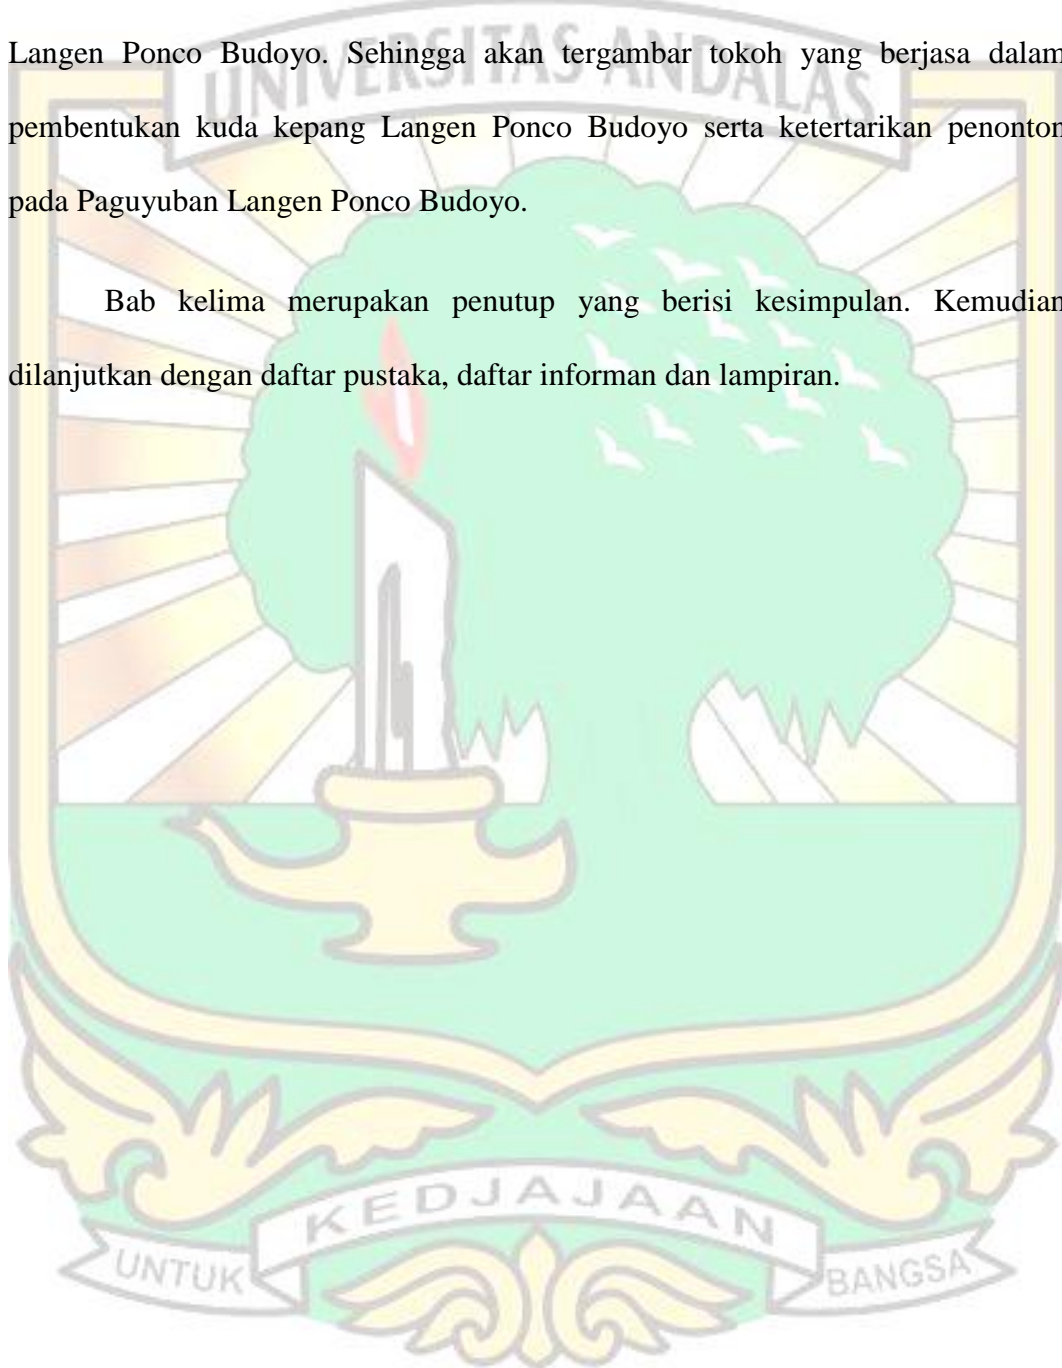 Langen Ponco Budoyo. Sehingga akan tergambar tokoh yang berjasa dalam
UNIVERSITAS ANDALAS
pembentukan kuda kepang Langen Ponco Budoyo serta ketertarikan penonton
pada Paguyuban Langen Ponco Budoyo.
Bab kelima merupakan penutup yang berisi kesimpulan. Kemudian
dilanjutkan dengan daftar pustaka, daftar informan dan lampiran.
KEDJAJAAN
UNTUK
BANGSA